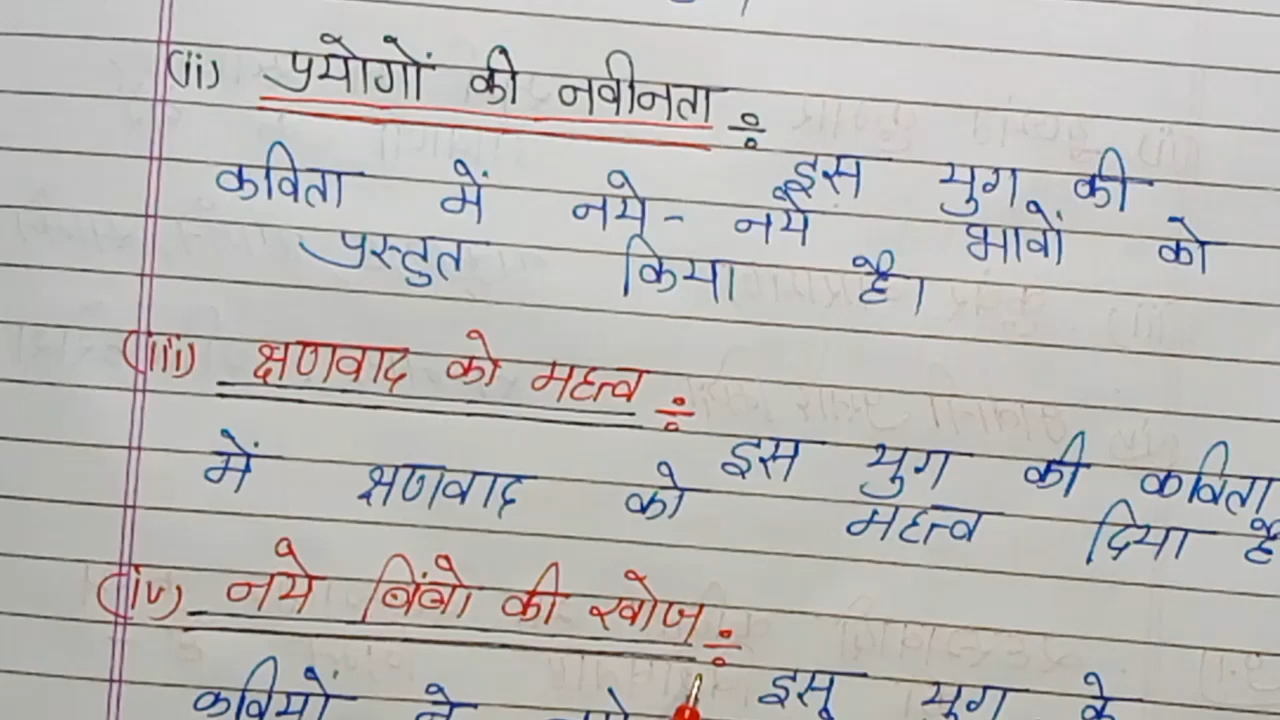 (ii) प्रयोगों की नवीनता ÷
इस युग की
कविता में नये - नये भावों को
प्रस्तुत किया है।
(iii) क्षणवाद को महत्व ÷
इस युग की कविता
में क्षणवाद को महत्व दिया है
(iv) नये बिंबो की खोज ÷
इस युग के
कवियों ने